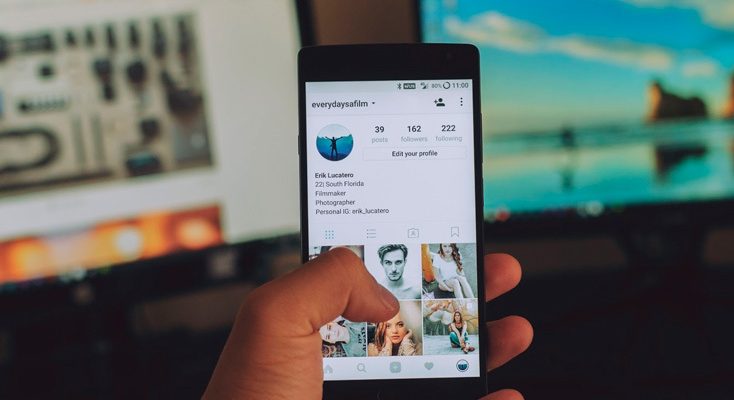 80% 11:00
everydaysafilm
39 162 222
posts followers following
Edit your profile
Erik Lucatero
22| South Florida
Filmmaker
Photographer
Personal IG: erik_lucatero